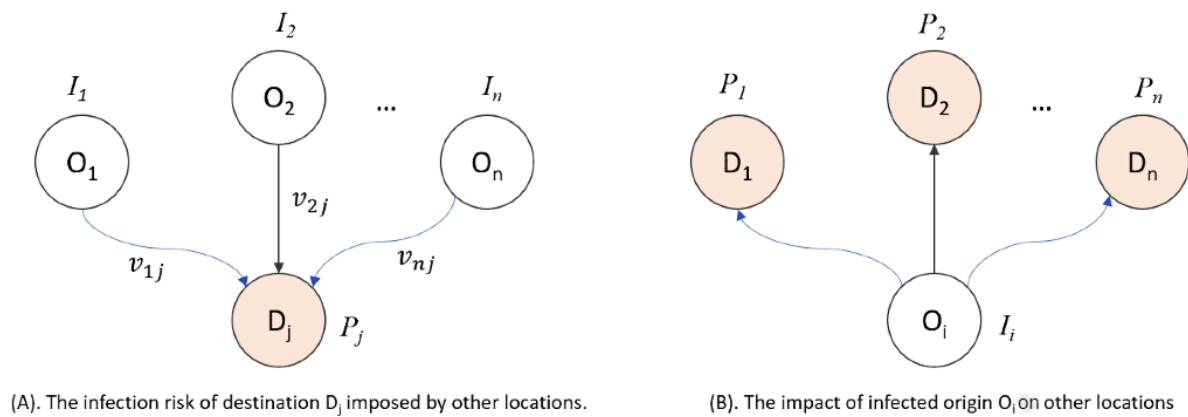 I₂
I₁
O₂
...
Iₙ
O₁
Oₙ
v₂ⱼ
v₁ⱼ
vₙⱼ
Dⱼ
Pⱼ
(A). The infection risk of destination Dⱼ imposed by other locations.
P₂
P₁
D₂
...
Pₙ
D₁
Dₙ
Oᵢ
Iᵢ
(B). The impact of infected origin Oᵢ on other locations